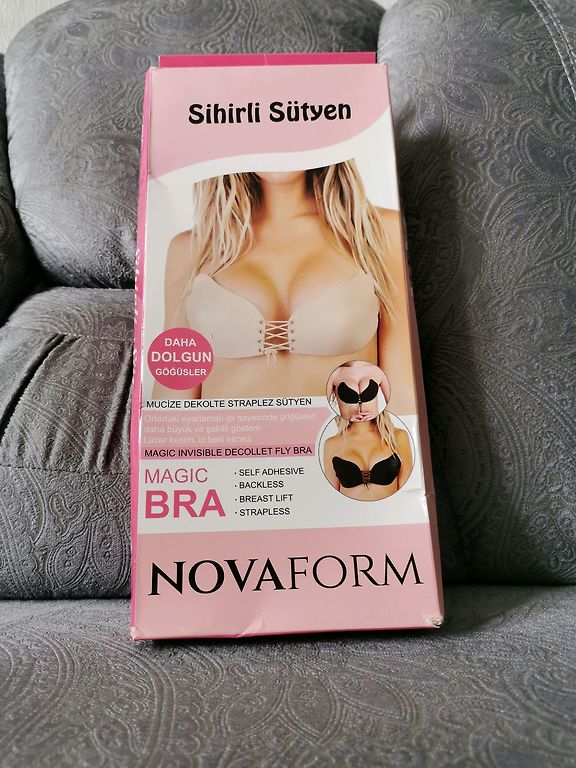 Sihirli Sütyen
DAHA
DOLGUN
GÖĞÜSLER
MUCİZE DEKOLTE STRAPLEZ SÜTYEN
Ortadaki ayarlamalı ipi sayesinde göğüsleri
daha büyük ve şekilli gösterir
Lazer kesim, iz belli etmez
MAGIC INVISIBLE DECOLLET FLY BRA
MAGIC
BRA
· SELF ADHESIVE
· BACKLESS
· BREAST LIFT
· STRAPLESS
NOVAFORM